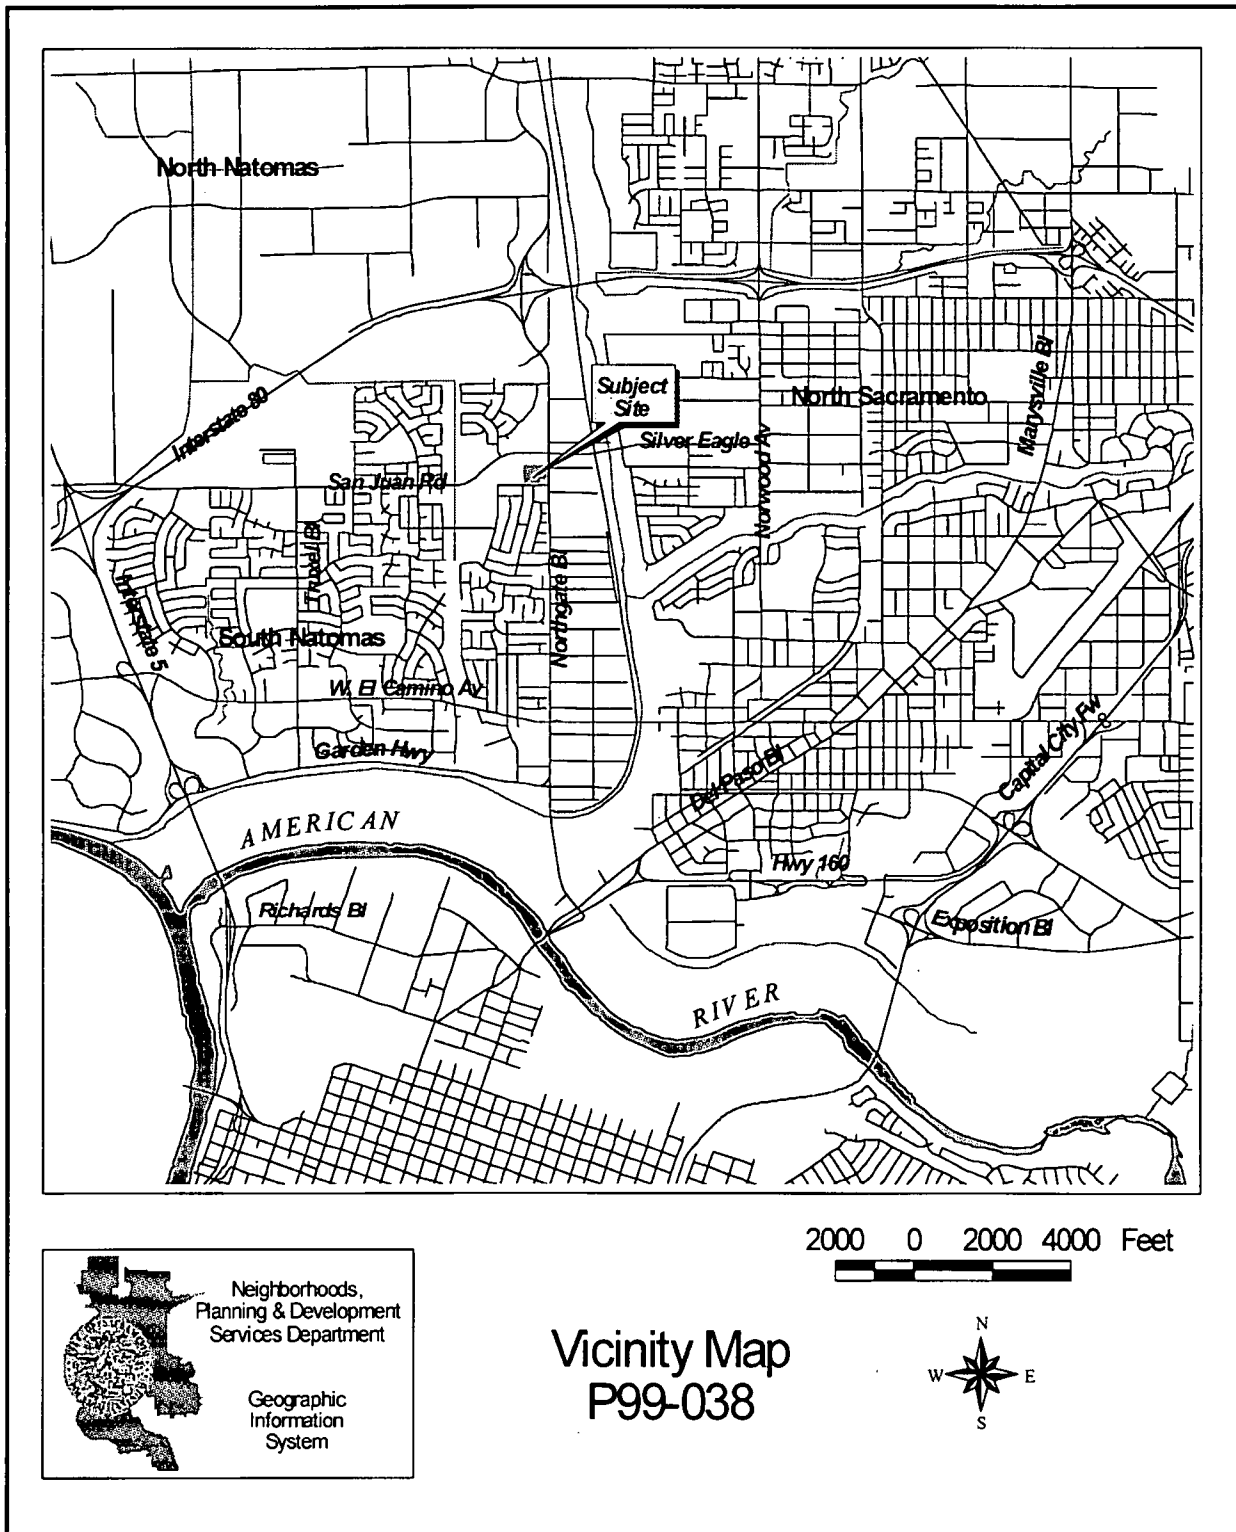 North Natomas
Subject
Site
Interstate 80
North Sacramento
Marysville Bl
Silver Eagle
Norwood Av
San Juan Rd
Truxel Bl
Northgate Bl
Interstate 5
South Natomas
W. El Camino Av
Garden Hwy
Capital City Fw
Del Paso Bl
AMERICAN
Hwy 160
Richards Bl
Exposition Bl
RIVER
2000 0 2000 4000 Feet
Neighborhoods,
Planning & Development
Services Department
Geographic
Information
System
Vicinity Map
P99-038
N
W E
S